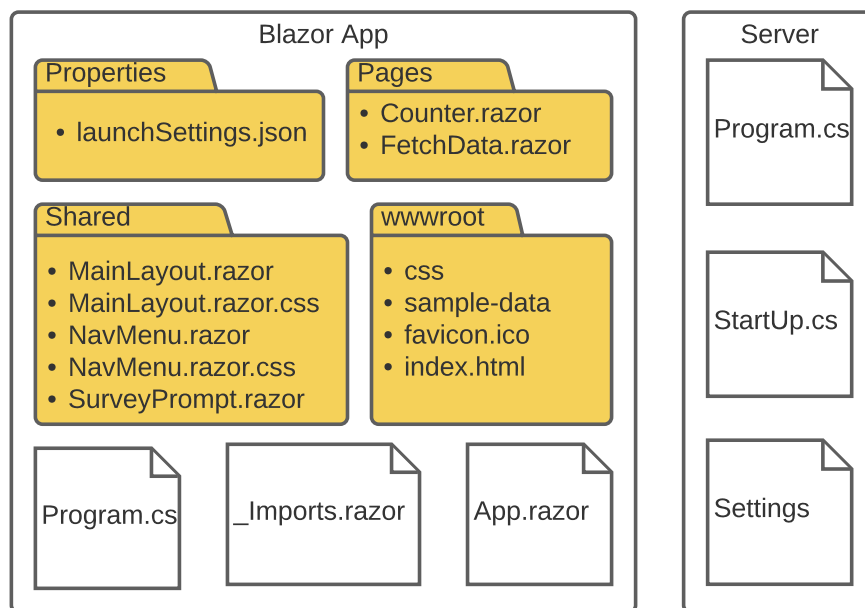 Blazor App
Properties
• launchSettings.json
Pages
• Counter.razor
• FetchData.razor
Shared
• MainLayout.razor
• MainLayout.razor.css
• NavMenu.razor
• NavMenu.razor.css
• SurveyPrompt.razor
wwwroot
• css
• sample-data
• favicon.ico
• index.html
Program.cs
_Imports.razor
App.razor
Server
Program.cs
StartUp.cs
Settings